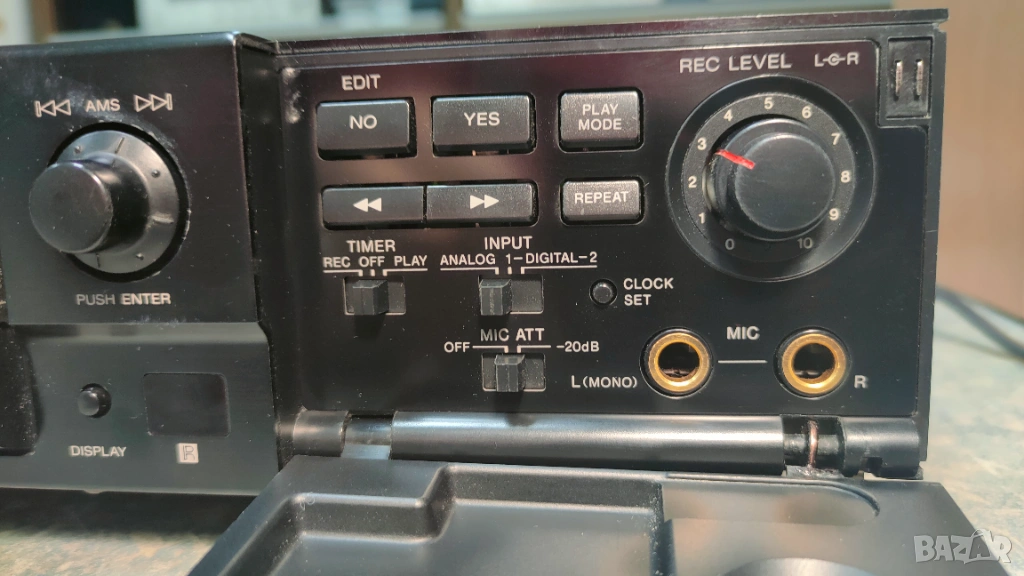 AMS
PUSH ENTER
DISPLAY
R
EDIT
NO
YES
PLAY MODE
REPEAT
TIMER
REC OFF PLAY
INPUT
ANALOG 1-DIGITAL-2
CLOCK SET
MIC ATT
OFF -20dB
REC LEVEL L R
0 1 2 3 4 5 6 7 8 9 10
MIC
L (MONO) R
BAZAR